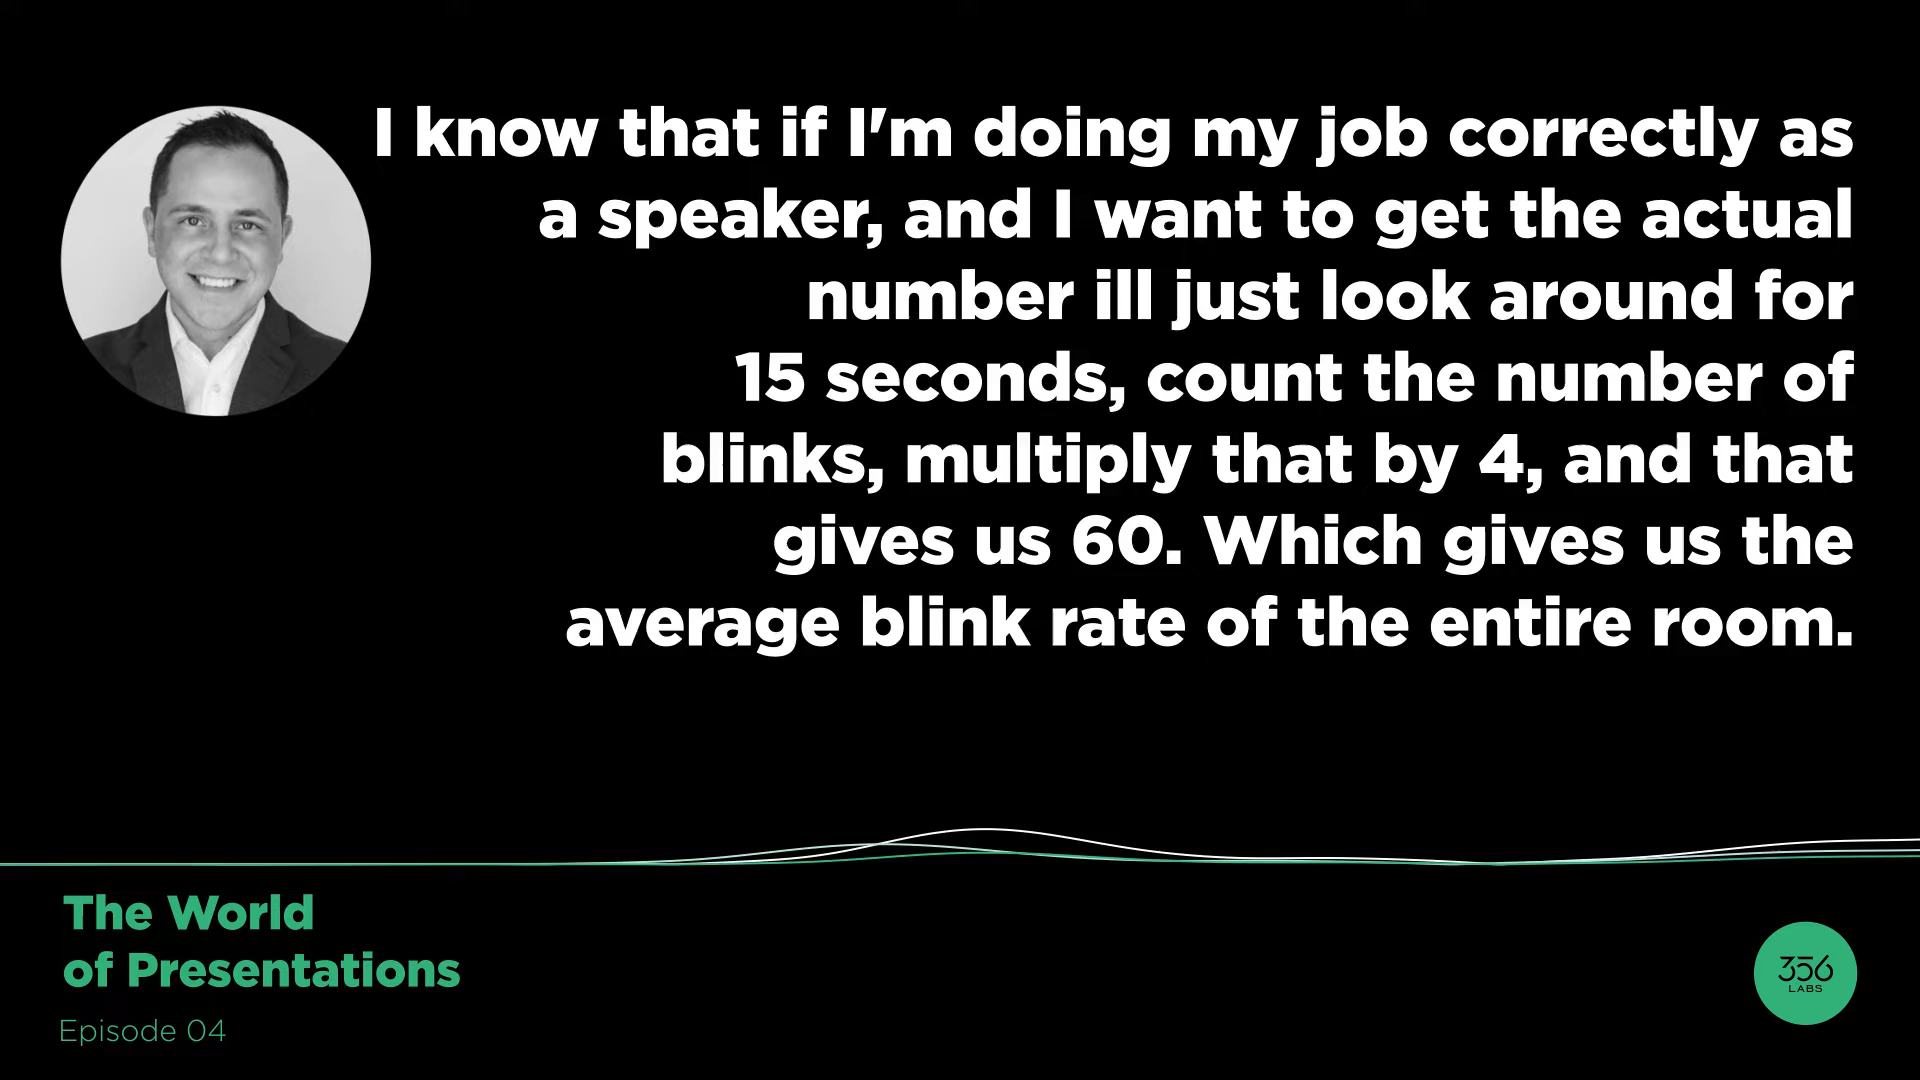 I know that if I'm doing my job correctly as
a speaker, and I want to get the actual
number ill just look around for
15 seconds, count the number of
blinks, multiply that by 4, and that
gives us 60. Which gives us the
average blink rate of the entire room.
The World
of Presentations
Episode 04
356
LABS